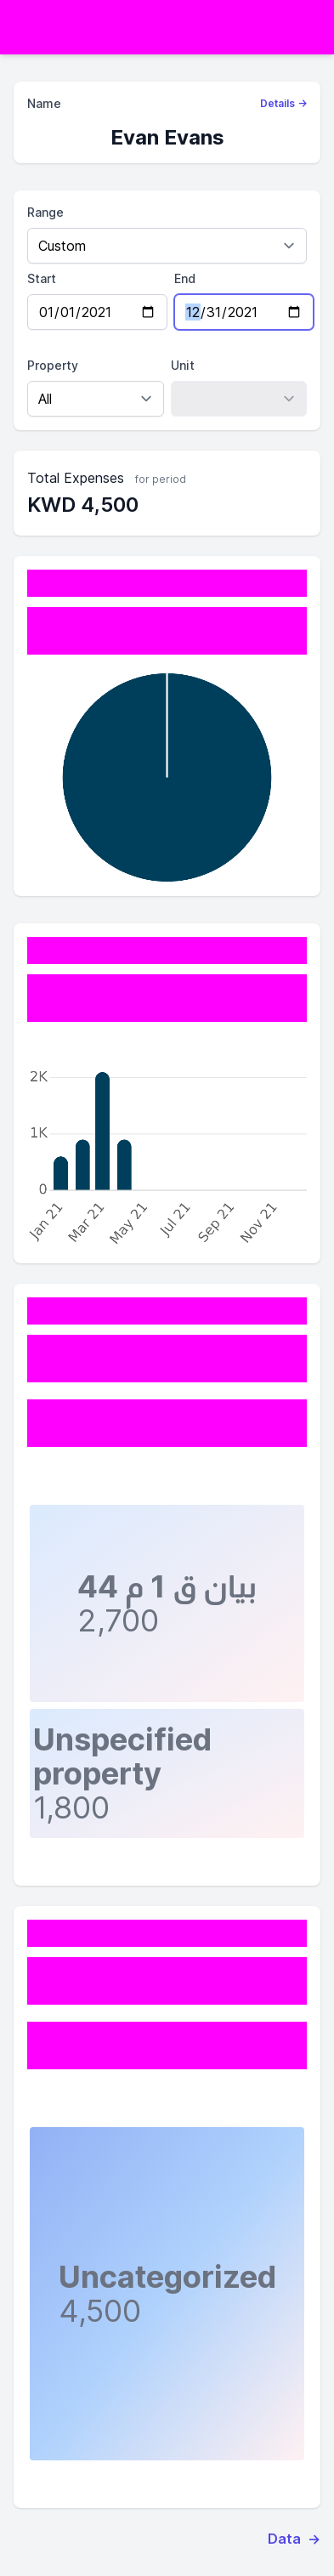 Name
Details →
Evan Evans
Range
Custom
Start
End
01/01/2021
12/31/2021
Property
Unit
All
Total Expenses for period
KWD 4,500
2K
1K
0
Jan 21
Mar 21
May 21
Jul 21
Sep 21
Nov 21
بيان ق 1 م 44
2,700
Unspecified
property
1,800
Uncategorized
4,500
Data →